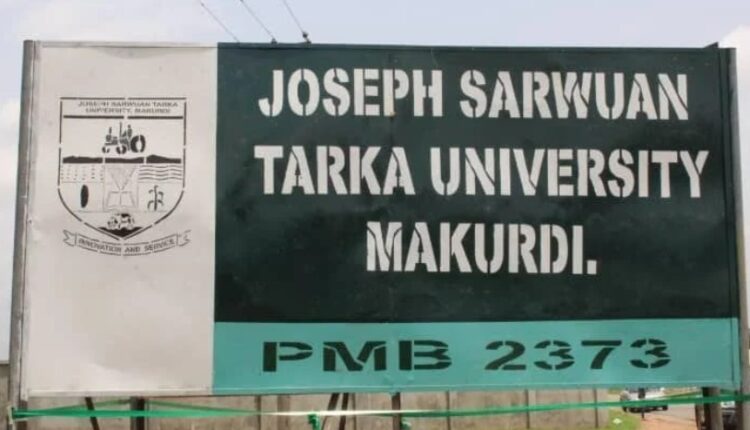 JOSEPH SARWUAN TARKA
UNIVERSITY, MAKURDI
INNOVATION AND SERVICE
JOSEPH SARWUAN
TARKA UNIVERSITY
MAKURDI.
PMB 2373